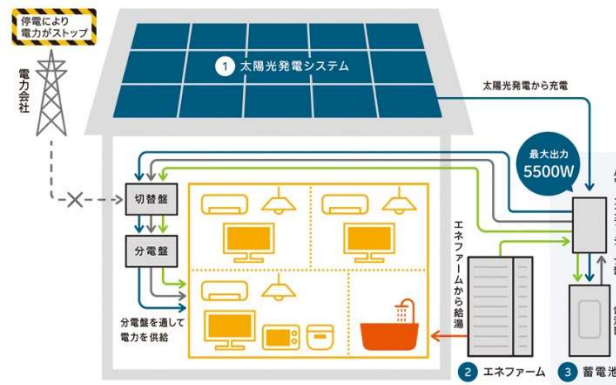 停電により
電力がストップ
電力会社
1 太陽光発電システム
太陽光発電から充電
最大出力
5500W
切替盤
分電盤
分電盤を通して
電力を供給
エネファームから給湯
2 エネファーム
3 蓄電池